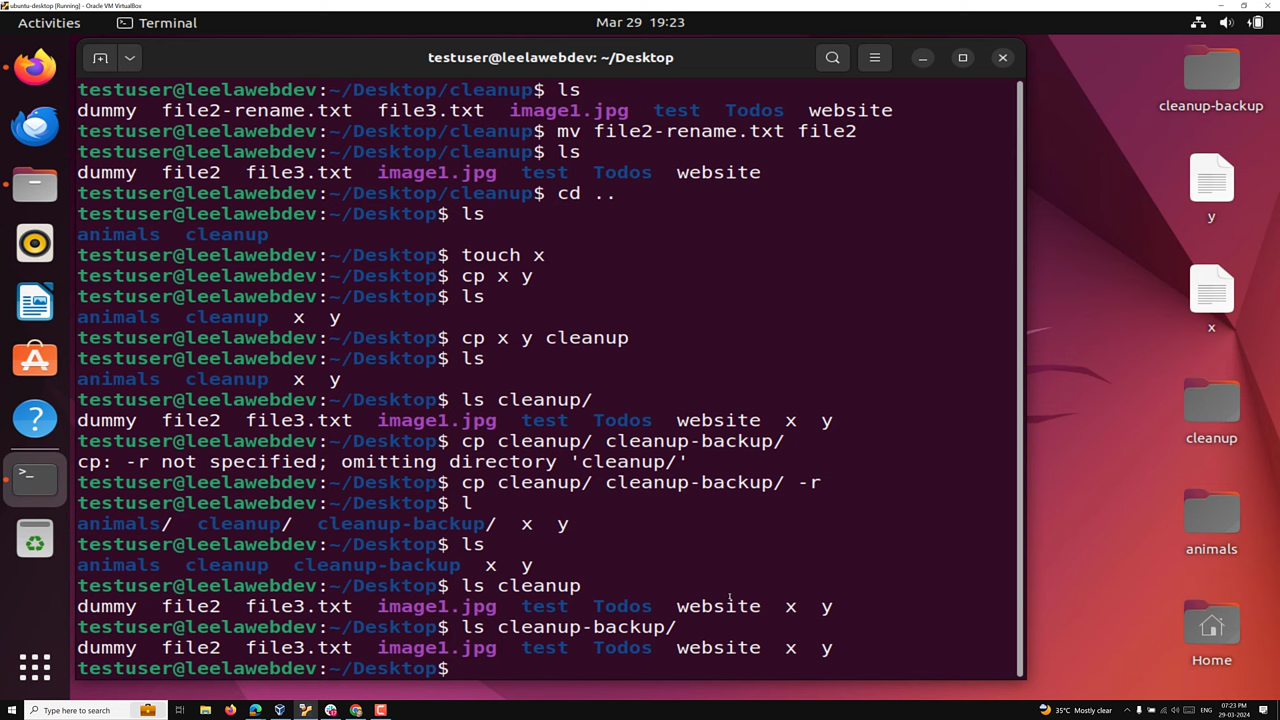 ubuntu-desktop [Running] - Oracle VM VirtualBox
Activities Terminal Mar 29 19:23
testuser@leelawebdev: ~/Desktop
testuser@leelawebdev:~/Desktop/cleanup$ ls
dummy file2-rename.txt file3.txt image1.jpg test Todos website
testuser@leelawebdev:~/Desktop/cleanup$ mv file2-rename.txt file2
testuser@leelawebdev:~/Desktop/cleanup$ ls
dummy file2 file3.txt image1.jpg test Todos website
testuser@leelawebdev:~/Desktop/cleanup$ cd ..
testuser@leelawebdev:~/Desktop$ ls
animals cleanup
testuser@leelawebdev:~/Desktop$ touch x
testuser@leelawebdev:~/Desktop$ cp x y
testuser@leelawebdev:~/Desktop$ ls
animals cleanup x y
testuser@leelawebdev:~/Desktop$ cp x y cleanup
testuser@leelawebdev:~/Desktop$ ls
animals cleanup x y
testuser@leelawebdev:~/Desktop$ ls cleanup/
dummy file2 file3.txt image1.jpg test Todos website x y
testuser@leelawebdev:~/Desktop$ cp cleanup/ cleanup-backup/
cp: -r not specified; omitting directory 'cleanup/'
testuser@leelawebdev:~/Desktop$ cp cleanup/ cleanup-backup/ -r
testuser@leelawebdev:~/Desktop$ l
animals/ cleanup/ cleanup-backup/ x y
testuser@leelawebdev:~/Desktop$ ls
animals cleanup cleanup-backup x y
testuser@leelawebdev:~/Desktop$ ls cleanup
dummy file2 file3.txt image1.jpg test Todos website x y
testuser@leelawebdev:~/Desktop$ ls cleanup-backup/
dummy file2 file3.txt image1.jpg test Todos website x y
testuser@leelawebdev:~/Desktop$
cleanup-backup
y
x
cleanup
animals
Home
Type here to search
35°C Mostly clear
ENG
07:23 PM
29-03-2024